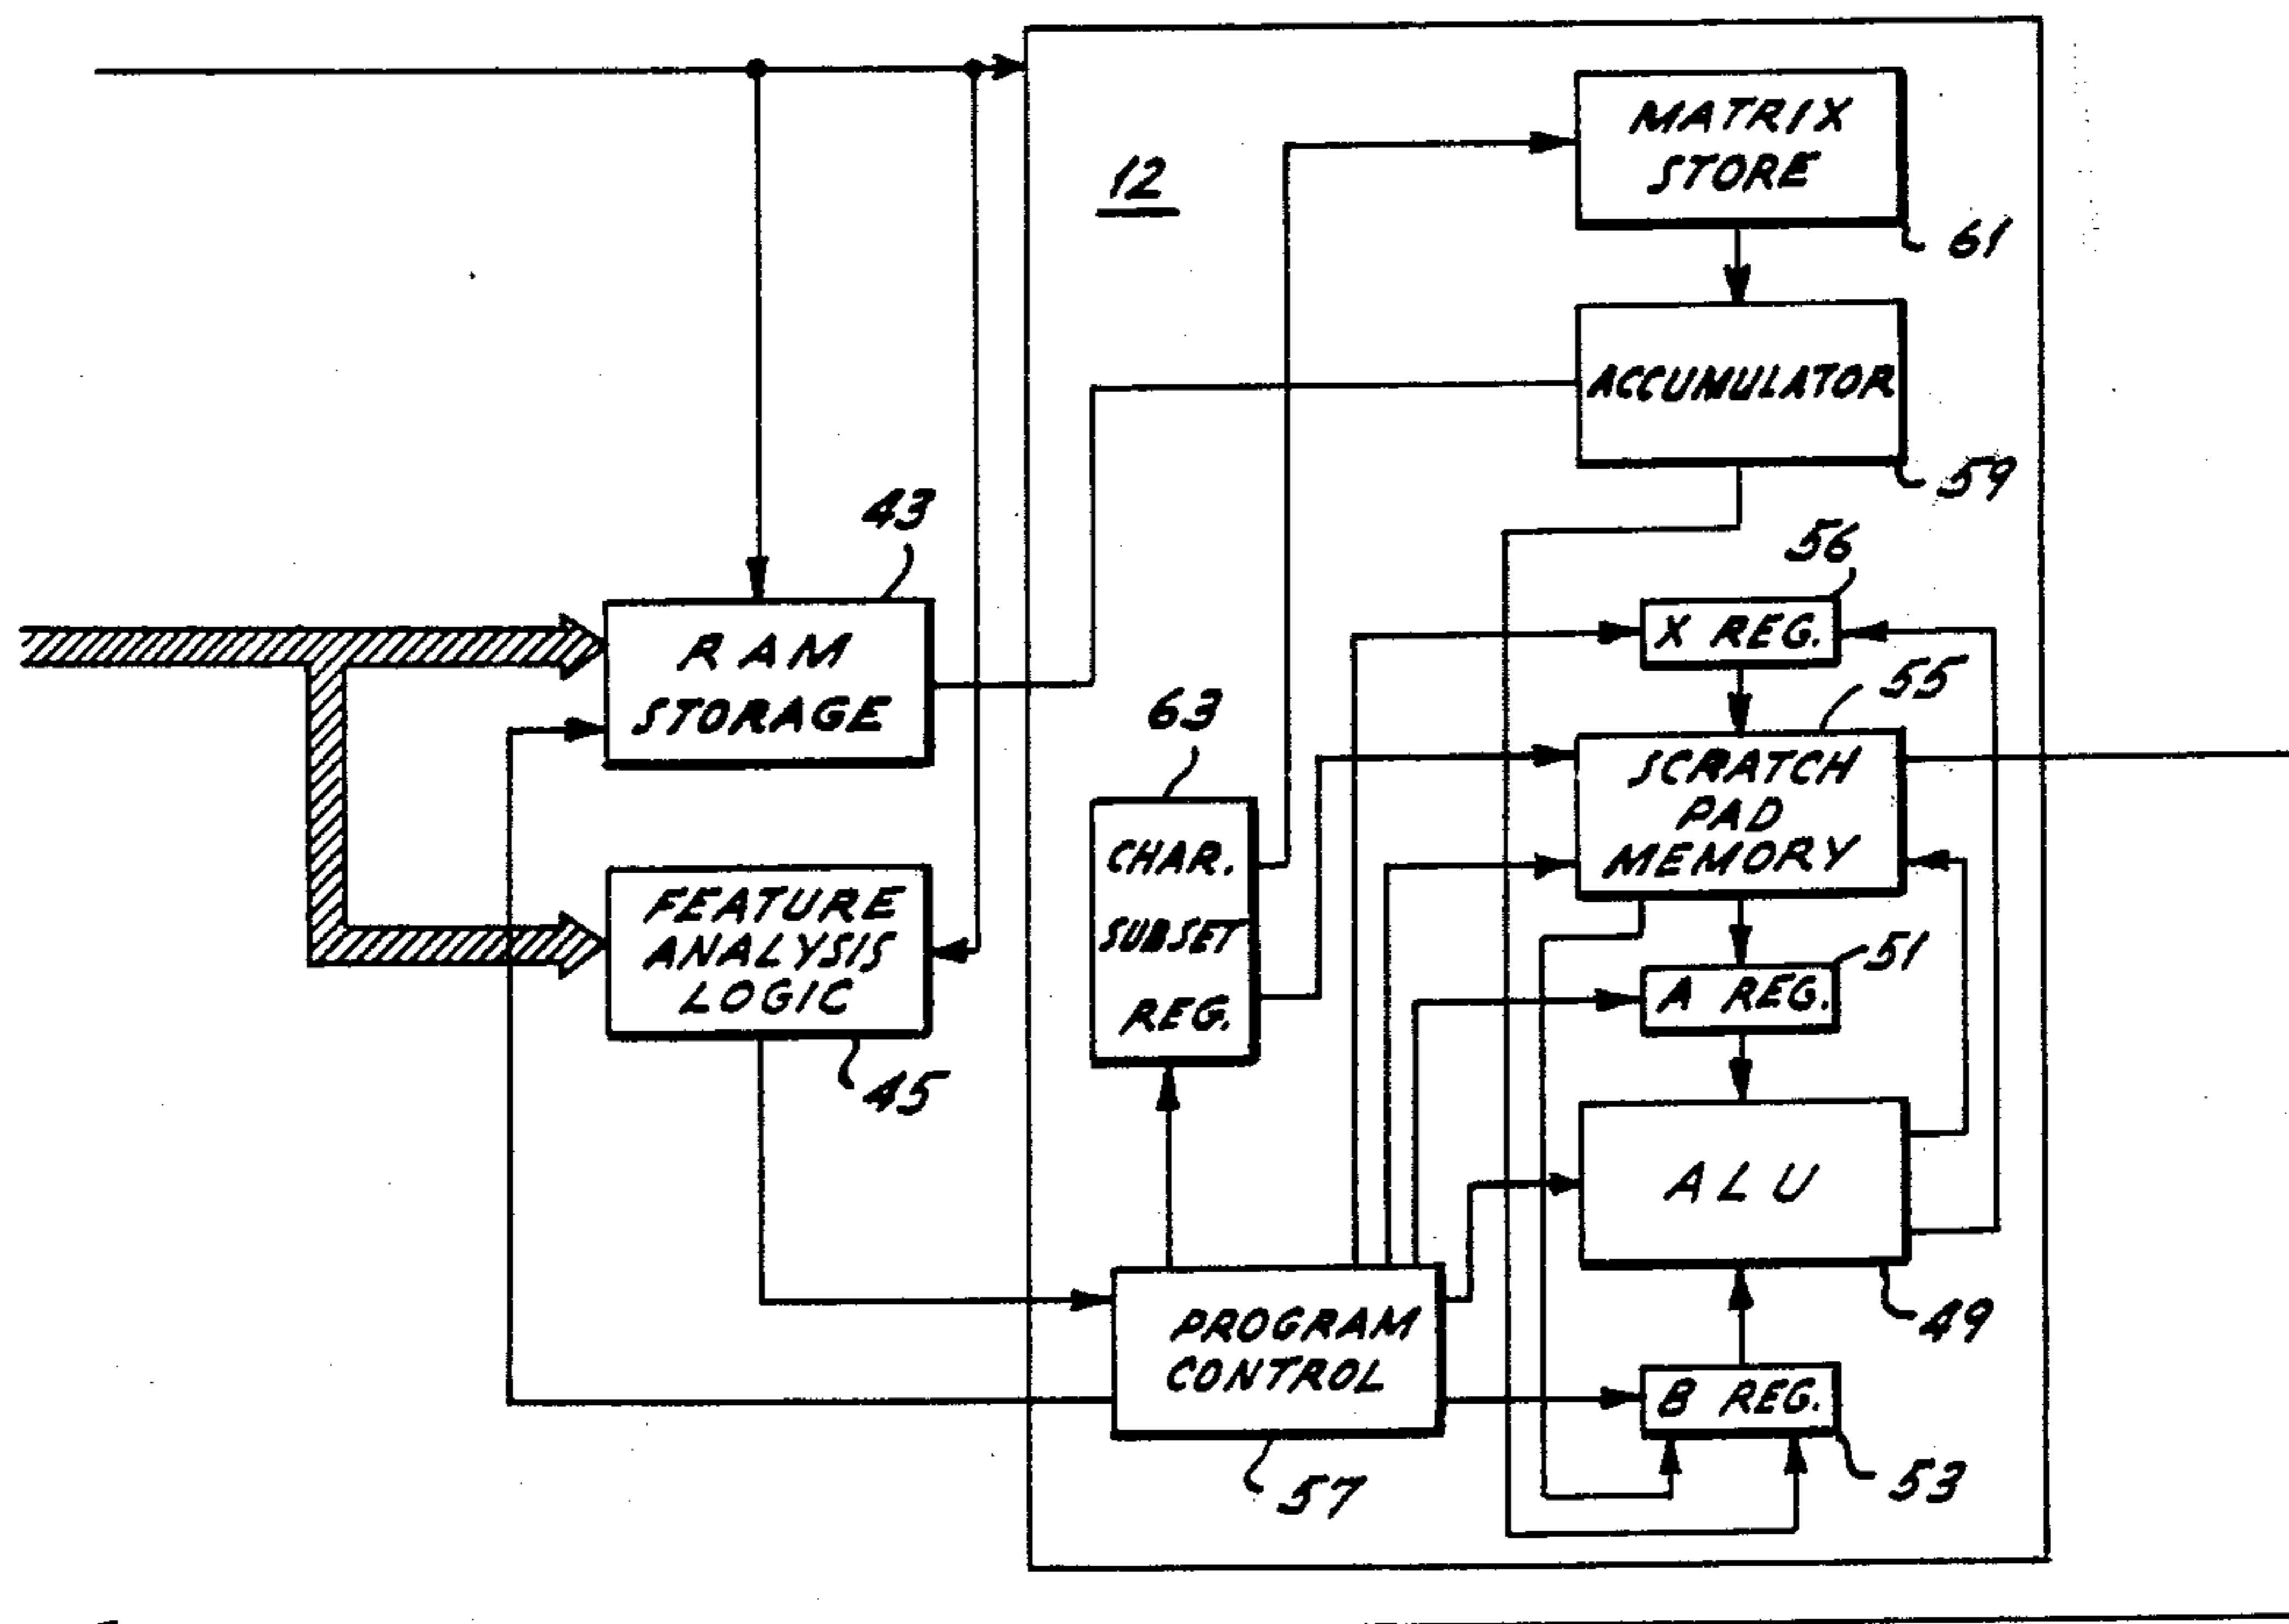 12
MATRIX
STORE
61
ACCUMULATOR
59
43
RAM
STORAGE
56
X REG.
55
63
SCRATCH
PAD
MEMORY
CHAR.
SUBSET
REG.
FEATURE
ANALYSIS
LOGIC
45
51
A REG.
ALU
49
PROGRAM
CONTROL
57
B REG.
53